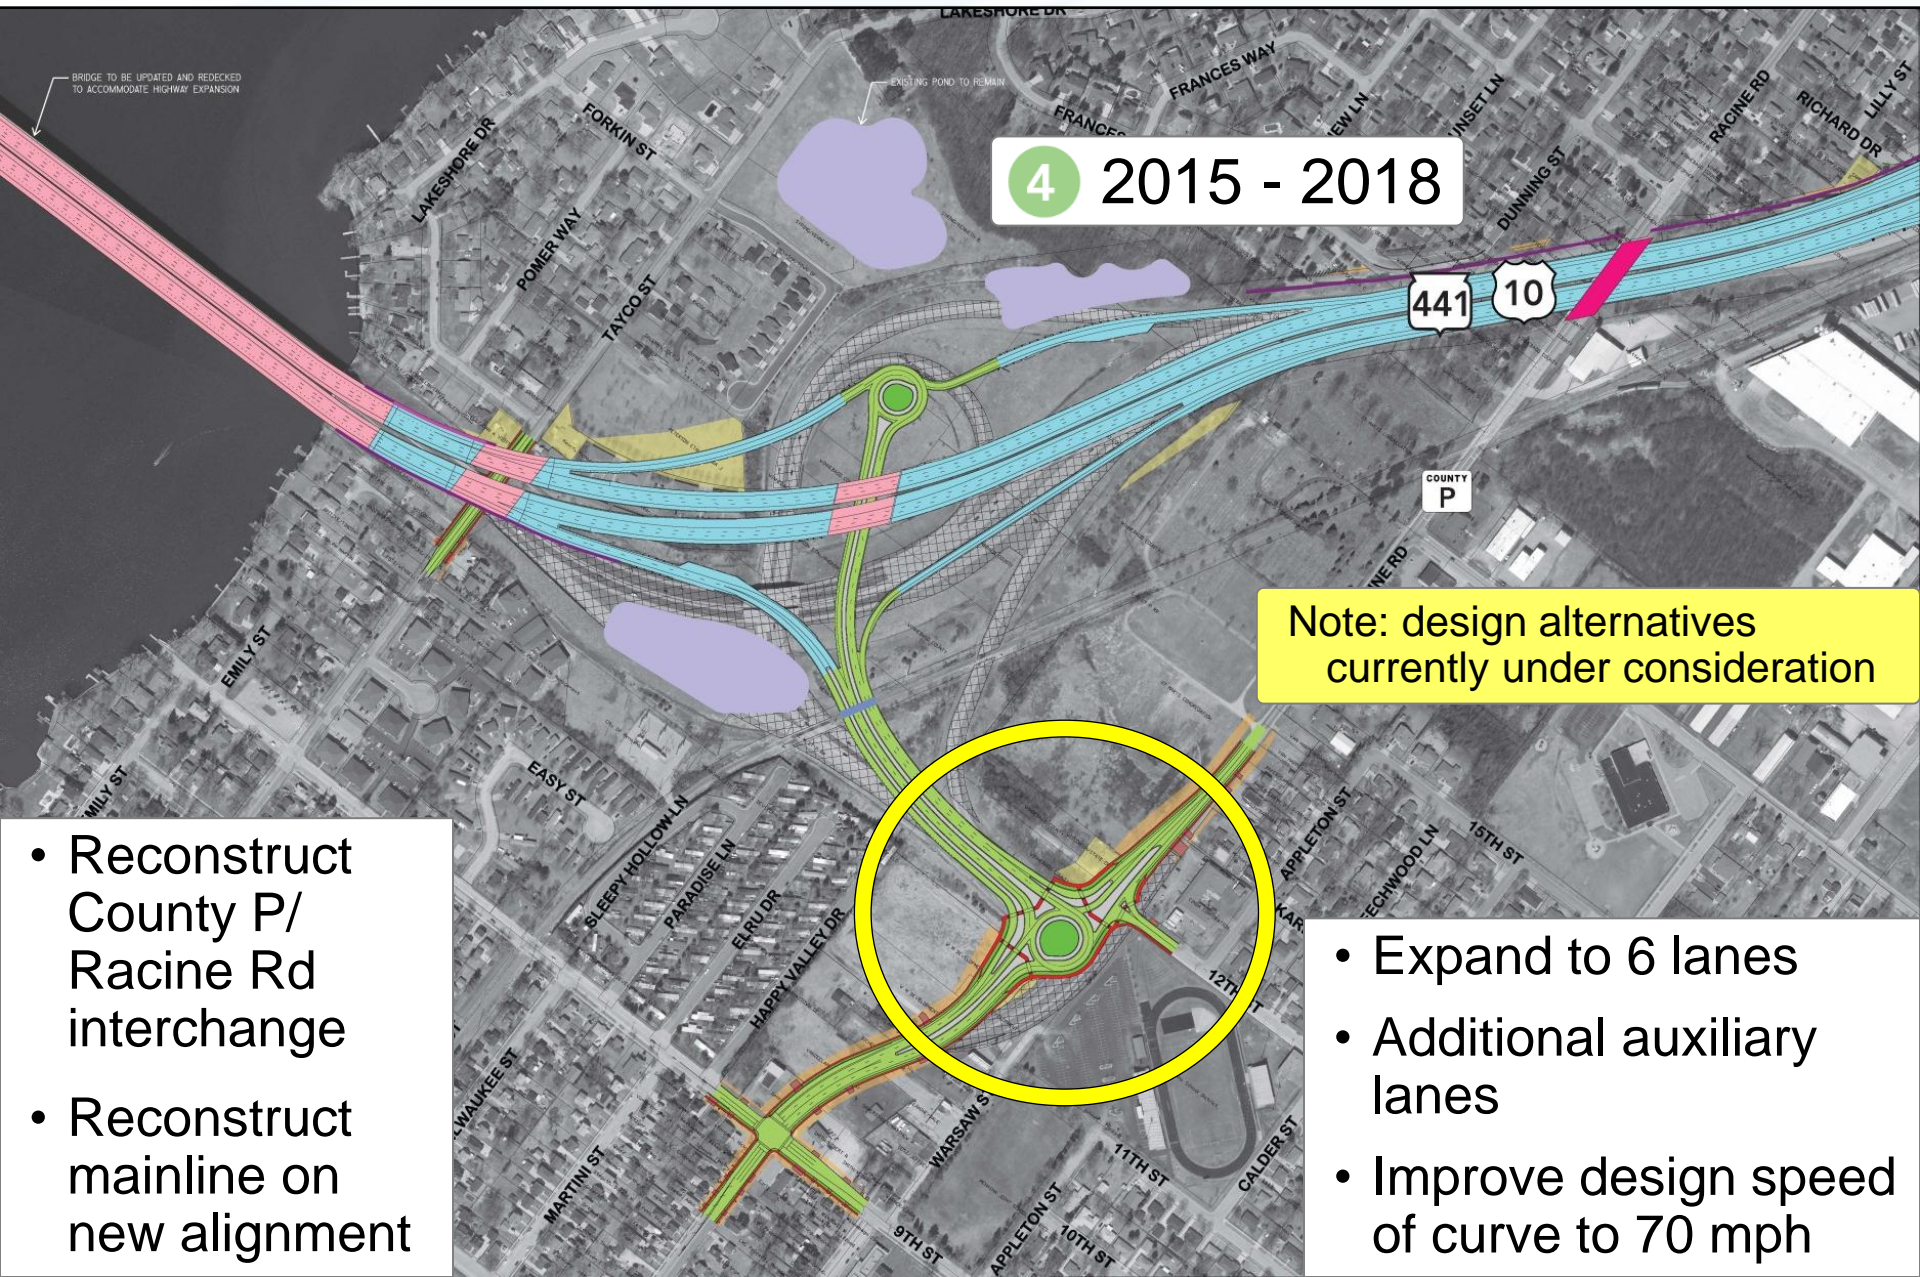 LAKESHORE DR
BRIDGE TO BE UPDATED AND REDECKED
TO ACCOMMODATE HIGHWAY EXPANSION
EXISTING POND TO REMAIN
FRANCES WAY
FRANCES
LAKESHORE DR
FORKIN ST
POMER WAY
TAYCO ST
RACINE RD
RICHARD DR
LILLY ST
DUNNING ST
4 2015 - 2018
441
10
COUNTY
P
Note: design alternatives
currently under consideration
EMILY ST
EASY ST
SLEEPY HOLLOW LN
PARADISE LN
ELRU DR
HAPPY VALLEY DR
APPLETON ST
15TH ST
12TH ST
MARTINI ST
9TH ST
APPLETON ST
10TH ST
11TH ST
CALDER ST
• Reconstruct
County P/
Racine Rd
interchange
• Reconstruct
mainline on
new alignment
• Expand to 6 lanes
• Additional auxiliary
lanes
• Improve design speed
of curve to 70 mph